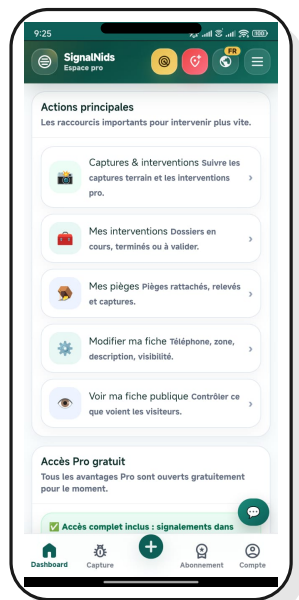 9:25
100
SignalNids
Espace pro
FR
Actions principales
Les raccourcis importants pour intervenir plus vite.
Captures & interventions Suivre les
captures terrain et les interventions
pro.
Mes interventions Dossiers en
cours, terminés ou à valider.
Mes pièges Pièges rattachés, relevés
et captures.
Modifier ma fiche Téléphone, zone,
description, visibilité.
Voir ma fiche publique Contrôler ce
que voient les visiteurs.
Accès Pro gratuit
Tous les avantages Pro sont ouverts gratuitement
pour le moment.
Accès complet inclus : signalements dans
Dashboard
Capture
Abonnement
Compte